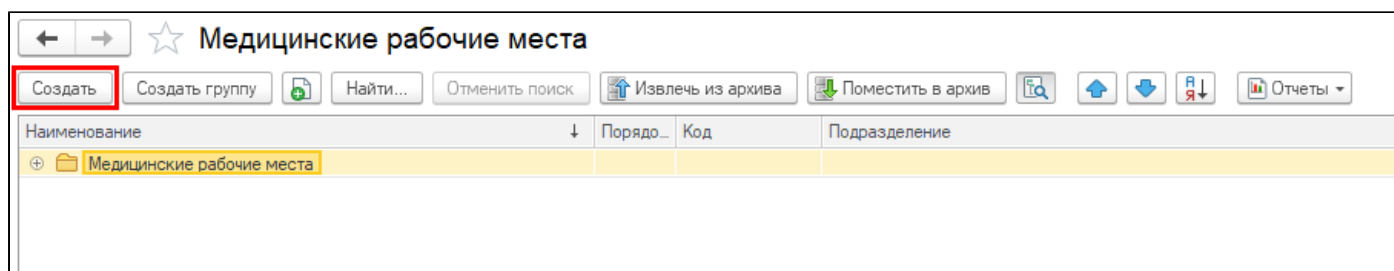 Медицинские рабочие места
Создать Создать группу Найти... Отменить поиск Извлечь из архива Поместить в архив Отчеты
Наименование Порядо... Код Подразделение
Медицинские рабочие места